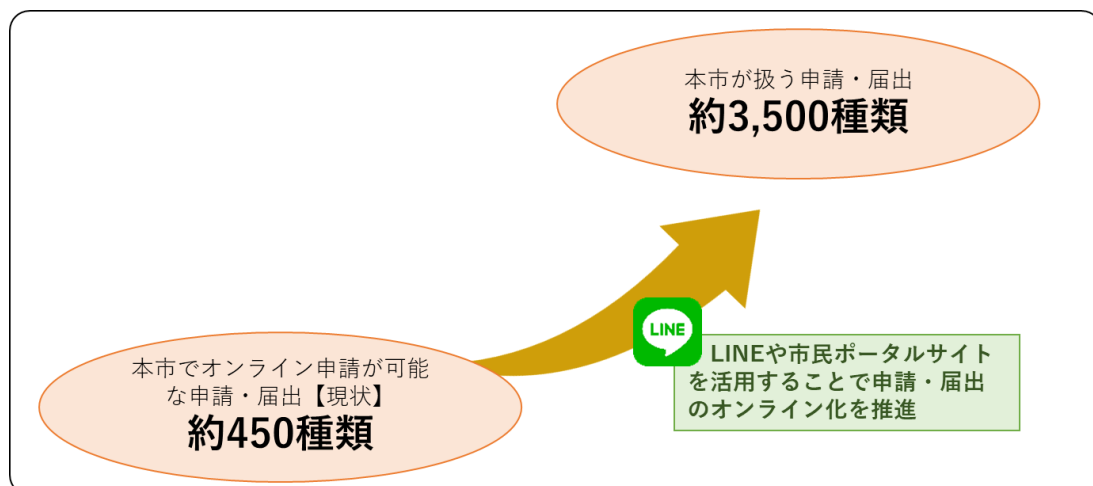 本市が扱う申請・届出
約3,500種類
LINE
LINEや市民ポータルサイト
を活用することで申請・届出
のオンライン化を推進
本市でオンライン申請が可能
な申請・届出【現状】
約450種類